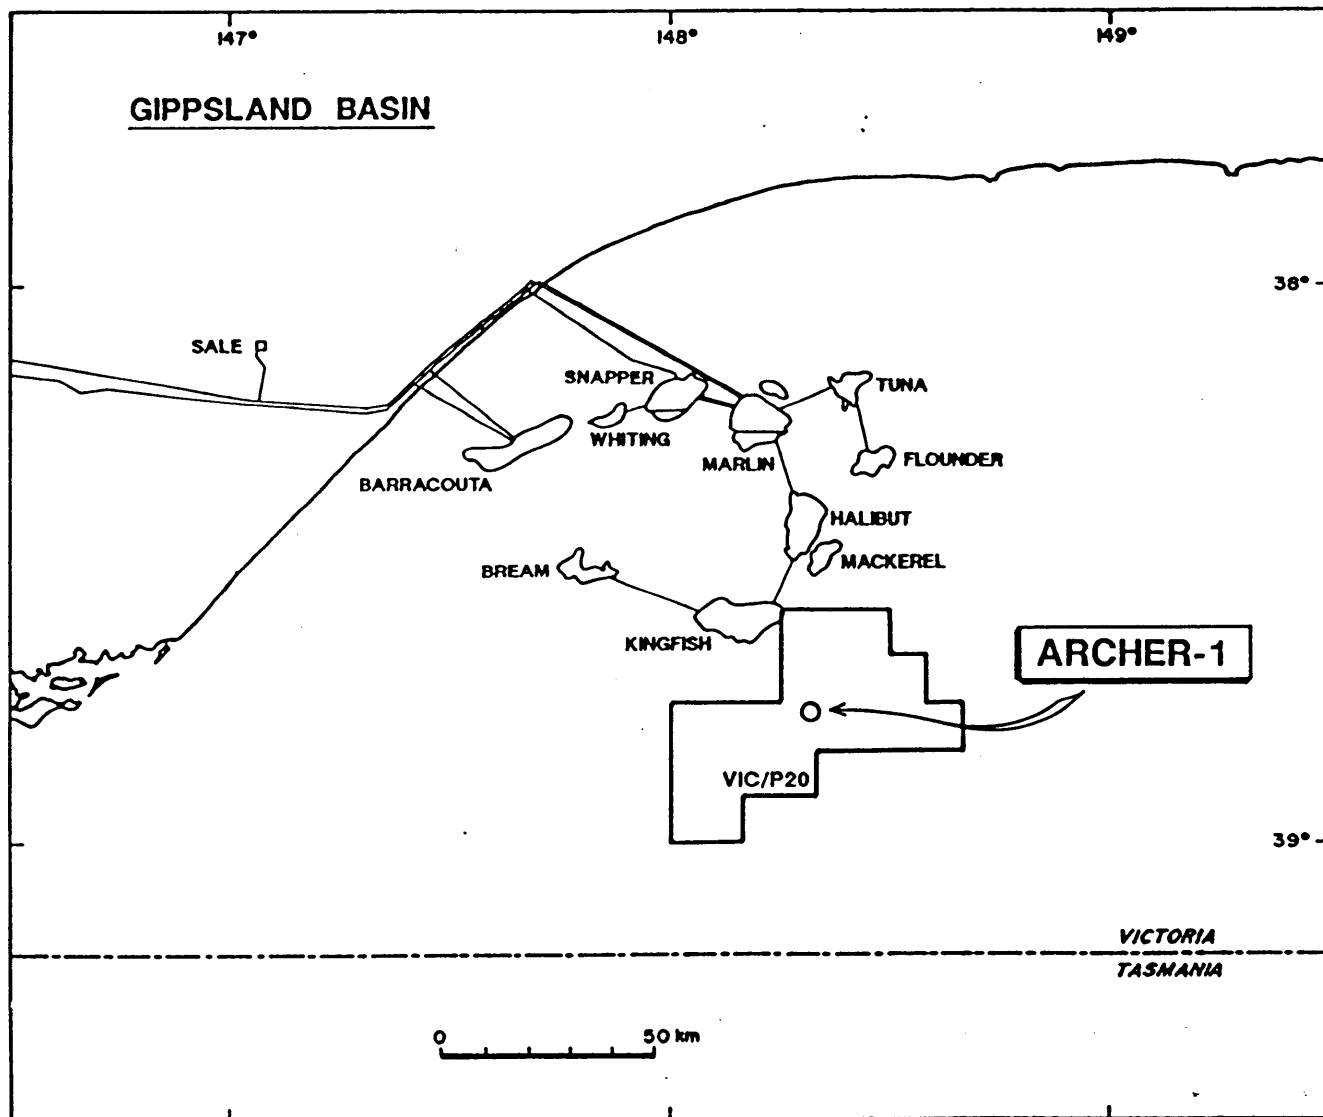 147° 148° 149°
GIPPSLAND BASIN
38°
SALE
SNAPPER
TUNA
WHITING
MARLIN
FLOUNDER
BARRACOUTA
HALIBUT
MACKEREL
BREAM
KINGFISH
ARCHER-1
VIC/P20
39°
VICTORIA
TASMANIA
0 50 km